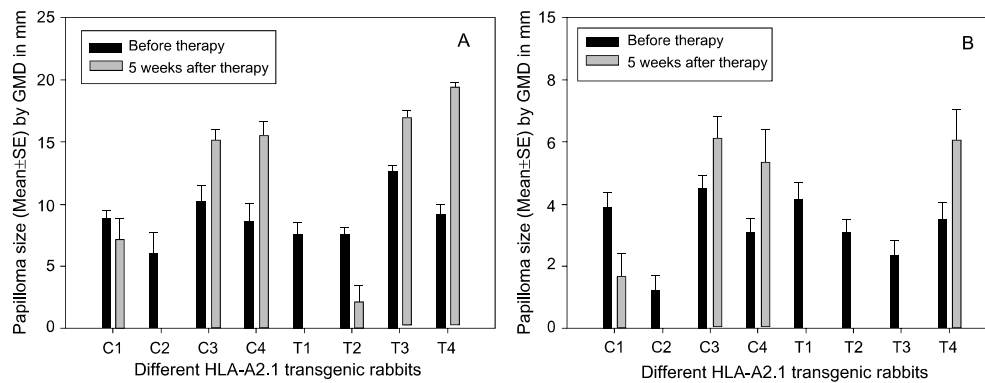 Papilloma size (Mean±SE) by GMD in mm
25
20
15
10
5
0
Before therapy
5 weeks after therapy
A
C1 C2 C3 C4 T1 T2 T3 T4
Different HLA-A2.1 transgenic rabbits
Papilloma size (Mean±SE) by GMD in mm
15
8
6
4
2
0
Before therapy
5 weeks after therapy
B
C1 C2 C3 C4 T1 T2 T3 T4
Different HLA-A2.1 transgenic rabbits